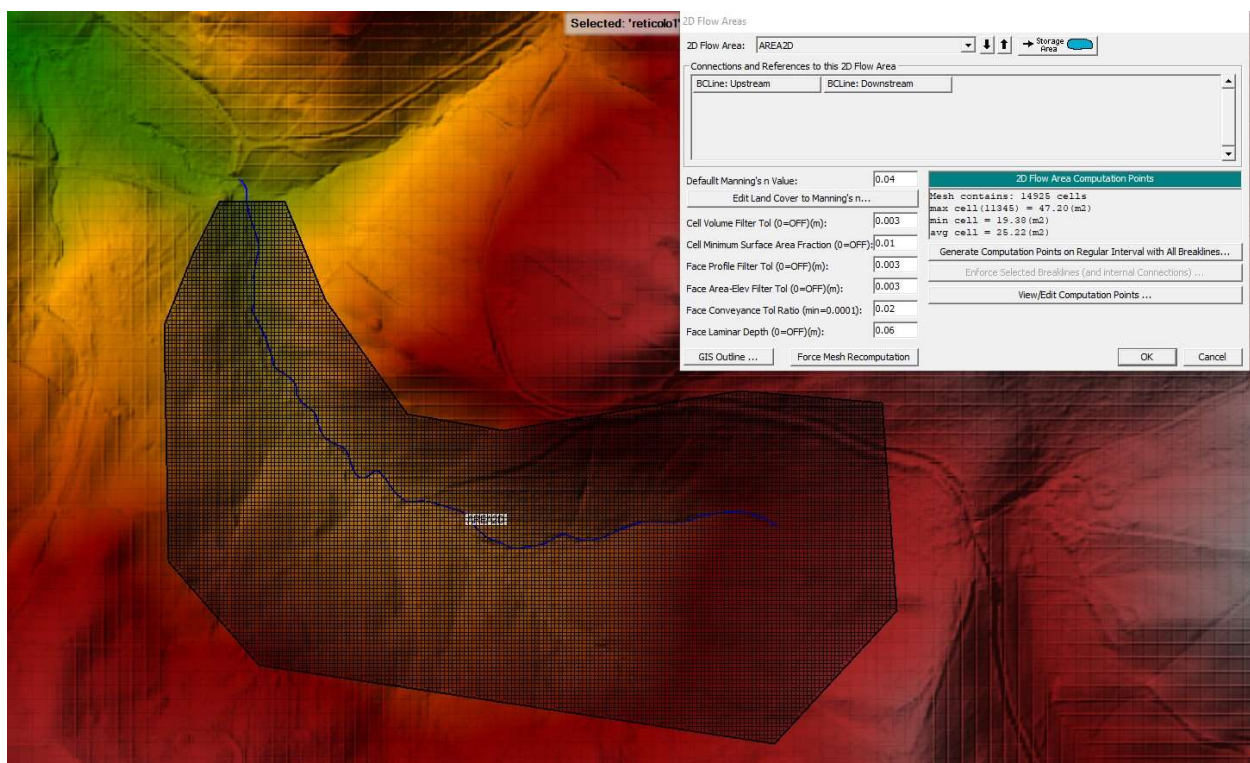 Selected: 'reticolo1'
2D Flow Areas
2D Flow Area: AREA2D
→ Storage Area
Connections and References to this 2D Flow Area
BCLine: Upstream BCLine: Downstream
Defaullt Manning's n Value: 0.04
Edit Land Cover to Manning's n...
Cell Volume Filter Tol (0=OFF)(m): 0.003
Cell Minimum Surface Area Fraction (0=OFF): 0.01
Face Profile Filter Tol (0=OFF)(m): 0.003
Face Area-Elev Filter Tol (0=OFF)(m): 0.003
Face Conveyance Tol Ratio (min=0.0001): 0.02
Face Laminar Depth (0=OFF)(m): 0.06
2D Flow Area Computation Points
Mesh contains: 14925 cells
max cell(11345) = 47.20(m2)
min cell = 19.38(m2)
avg cell = 25.22(m2)
Generate Computation Points on Regular Interval with All Breaklines...
Enforce Selected Breaklines (and internal Connections) ...
View/Edit Computation Points ...
GIS Outline ... Force Mesh Recomputation OK Cancel